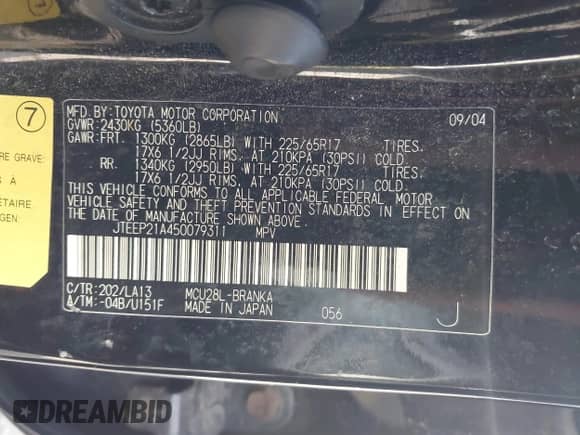 MFD. BY: TOYOTA MOTOR CORPORATION 09/04
GVWR: 2430KG (5360LB)
GAWR: FRT. 1300KG (2865LB) WITH 225/65R17 TIRES.
17X6 1/2JJ RIMS. AT 210KPA (30PSI) COLD
RR. 1340KG (2950LB) WITH 225/65R17 TIRES.
17X6 1/2JJ RIMS. AT 210KPA (30PSI) COLD
THIS VEHICLE CONFORMS TO ALL APPLICABLE FEDERAL MOTOR
VEHICLE SAFETY AND THEFT PREVENTION STANDARDS IN EFFECT ON
THE DATE OF MANUFACTURE SHOWN ABOVE.
JTEEP21A450079311 MPV
C/TR: 202/LA13 MCU28L-BRANKA
A/TM: -04B/U151F MADE IN JAPAN 056 J
7
RE GRAVE
S À
ÉTAIRE
GEN.
DREAMBID